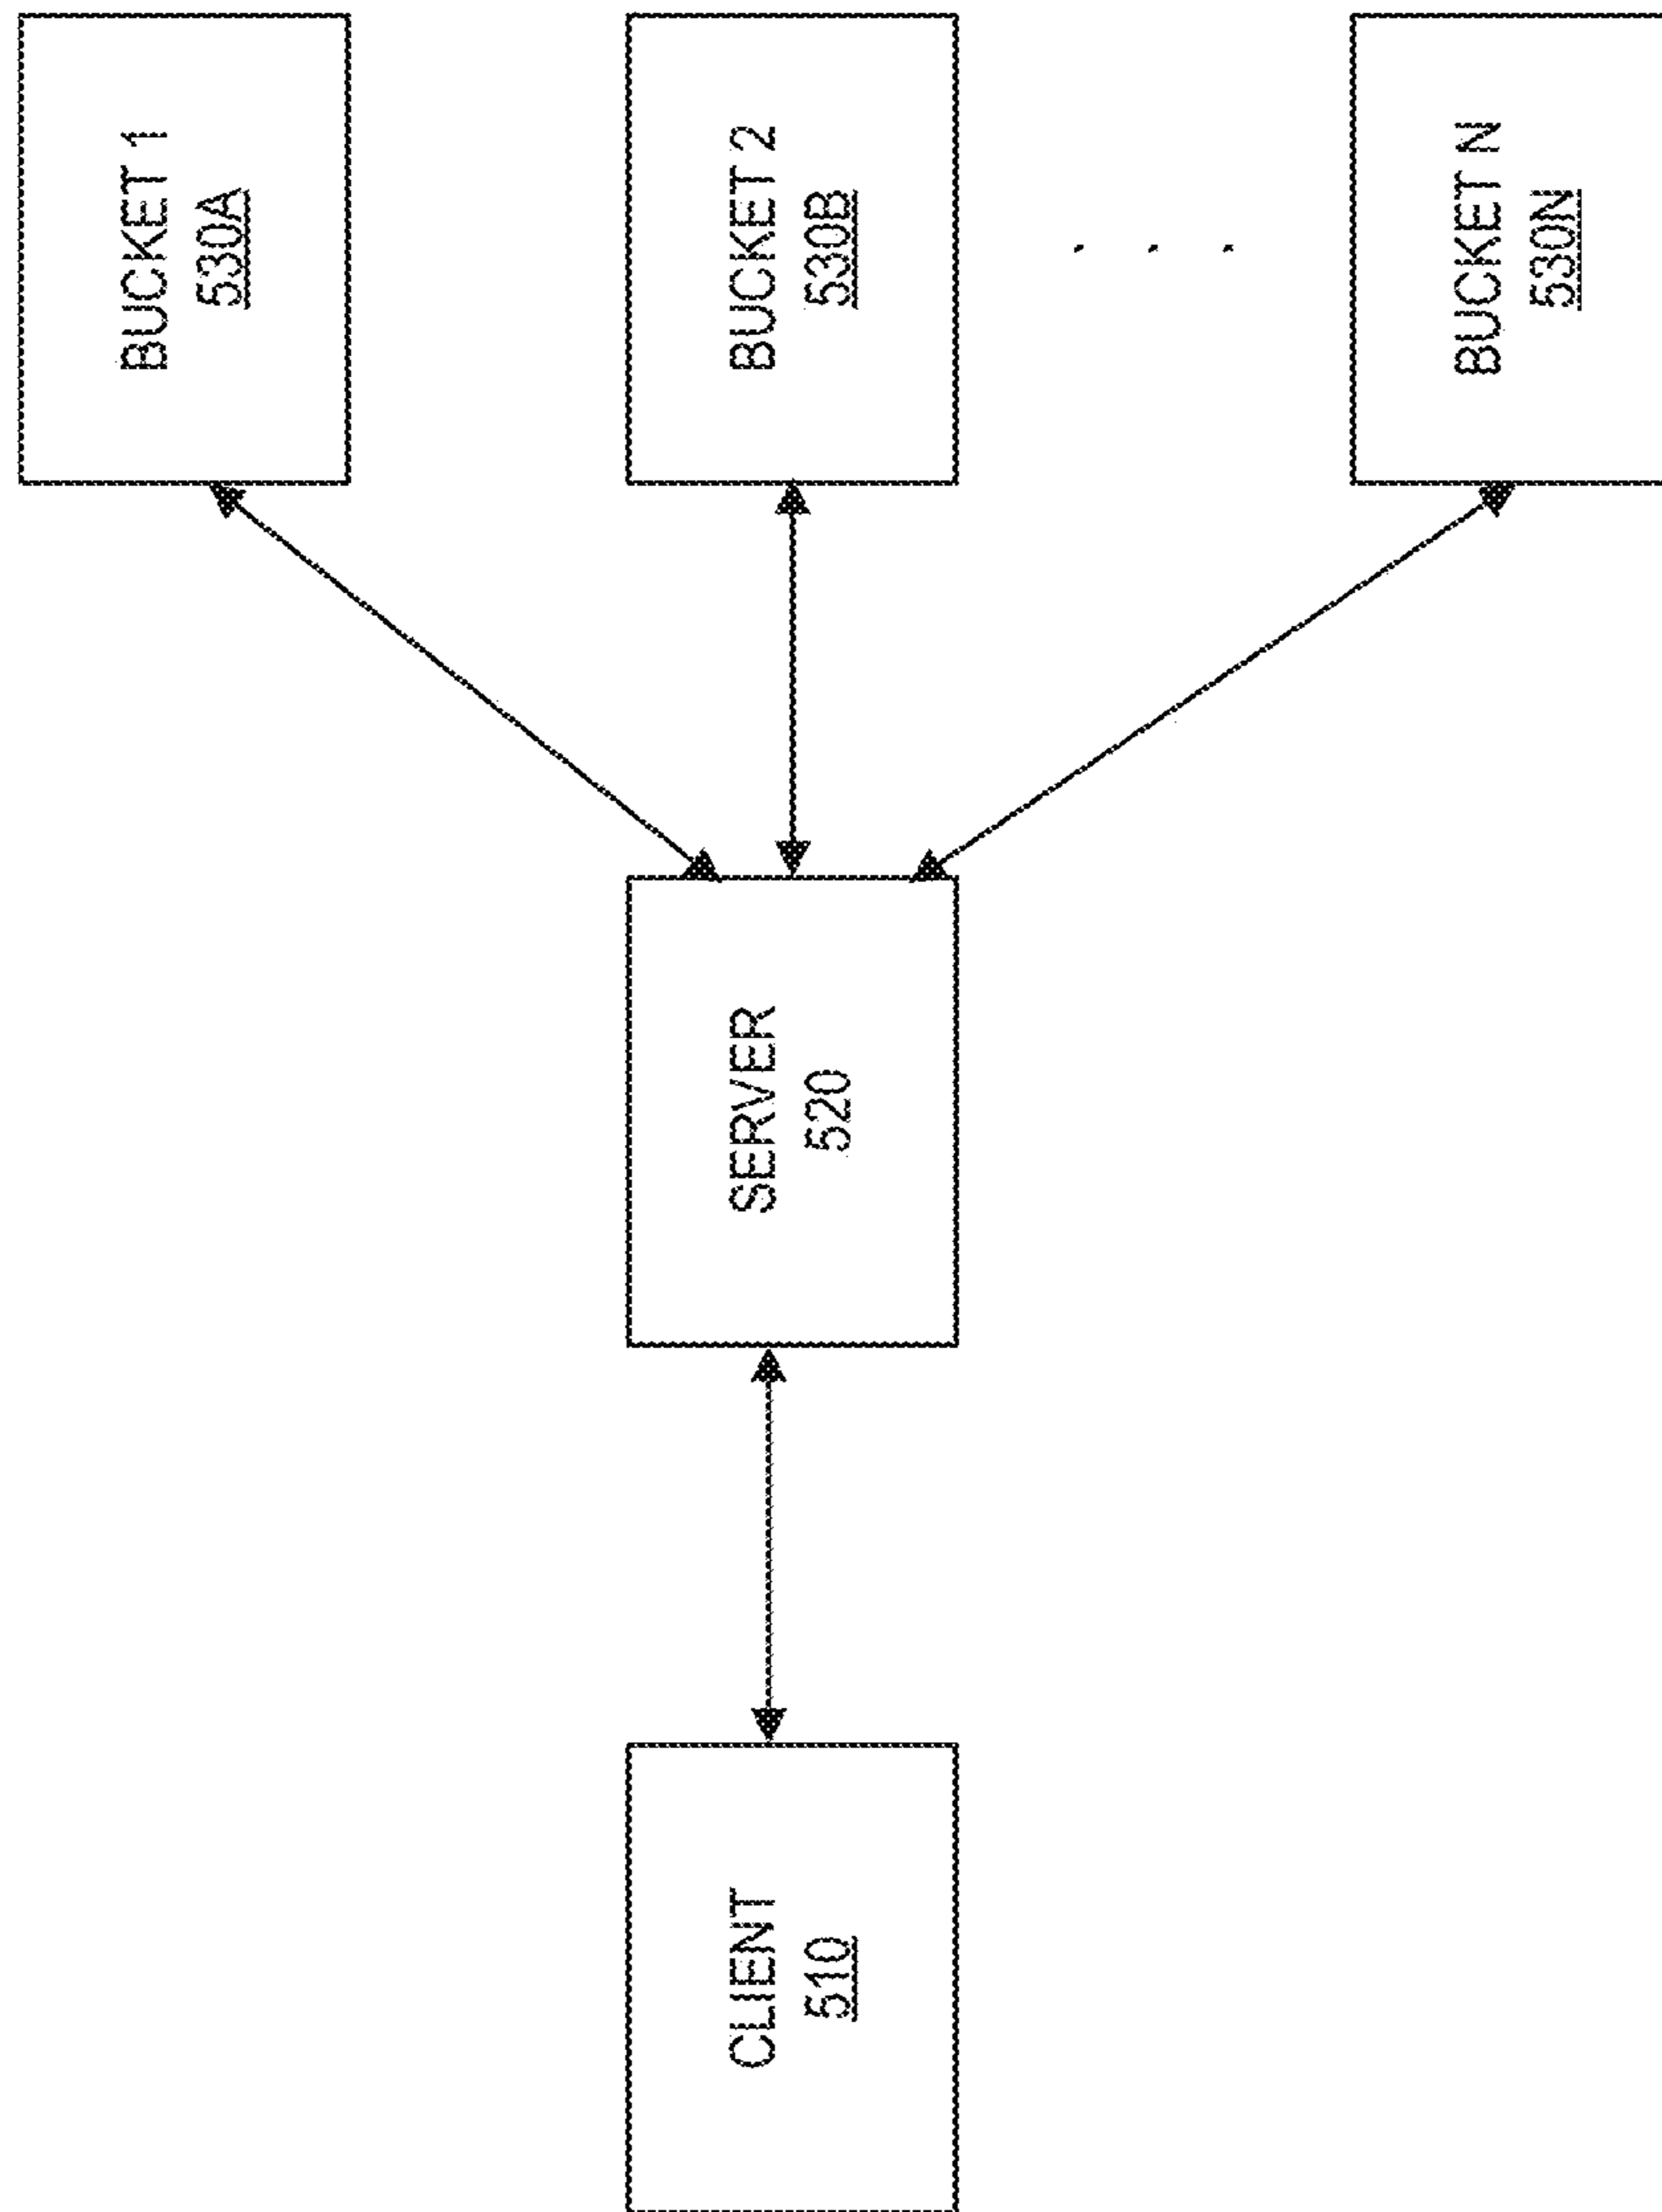 CLIENT
510
SERVER
520
BUCKET 1
530A
BUCKET 2
530B
. . .
BUCKET N
530N